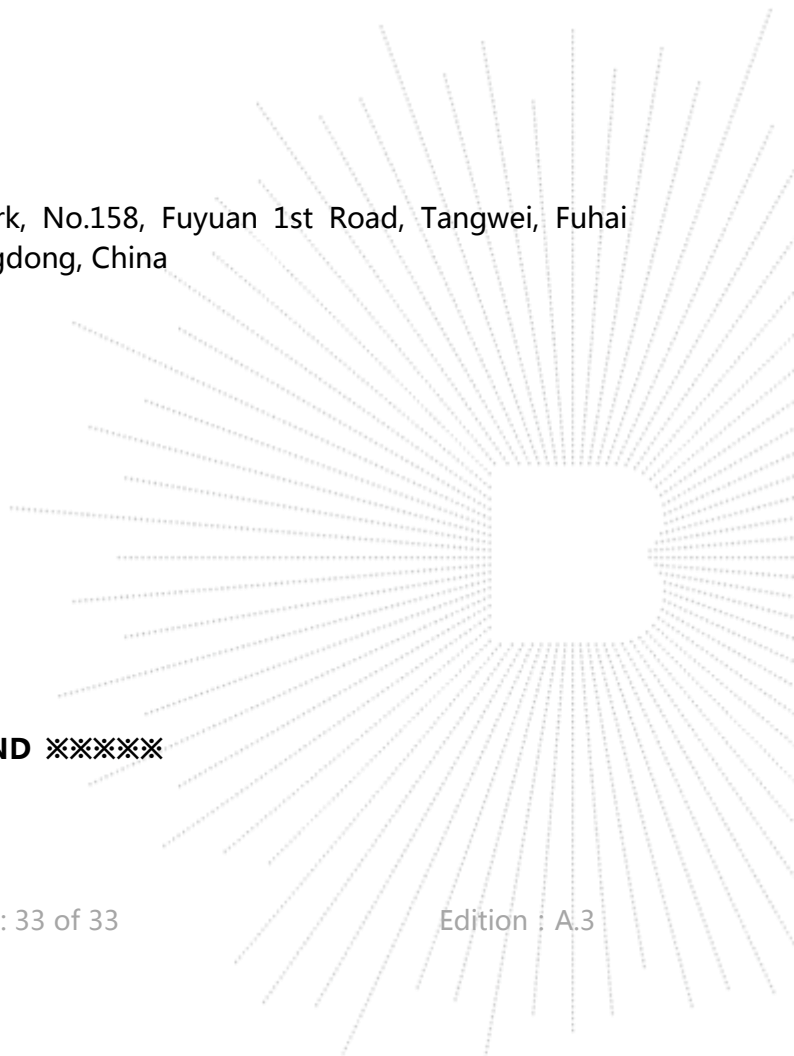 rk, No.158, Fuyuan 1st Road, Tangwei, Fuhai
gdong, China
ND ※※※※※
: 33 of 33 Edition：A.3